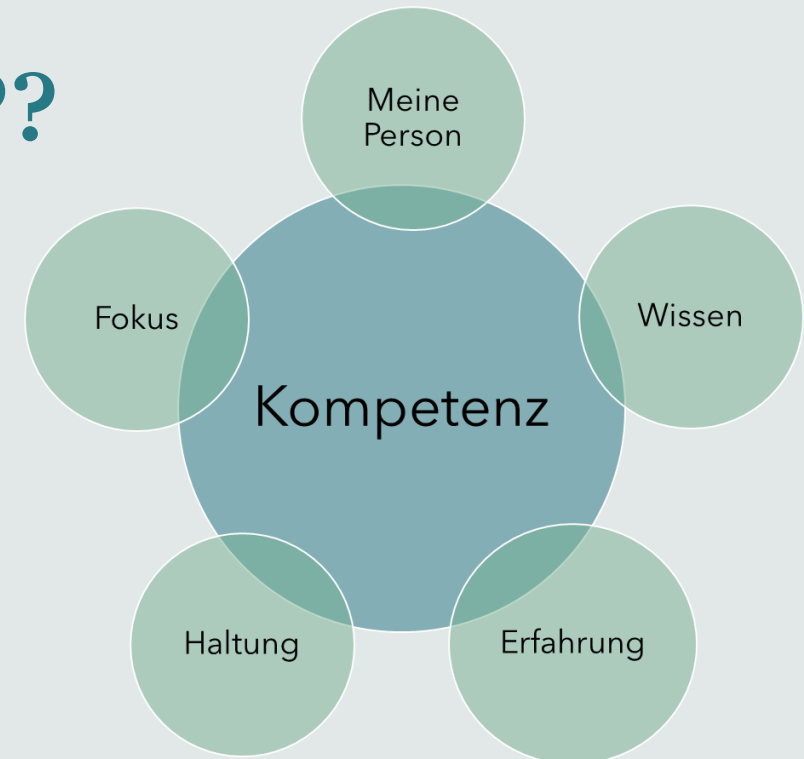 ??
Meine
Person
Fokus
Wissen
Kompetenz
Haltung
Erfahrung